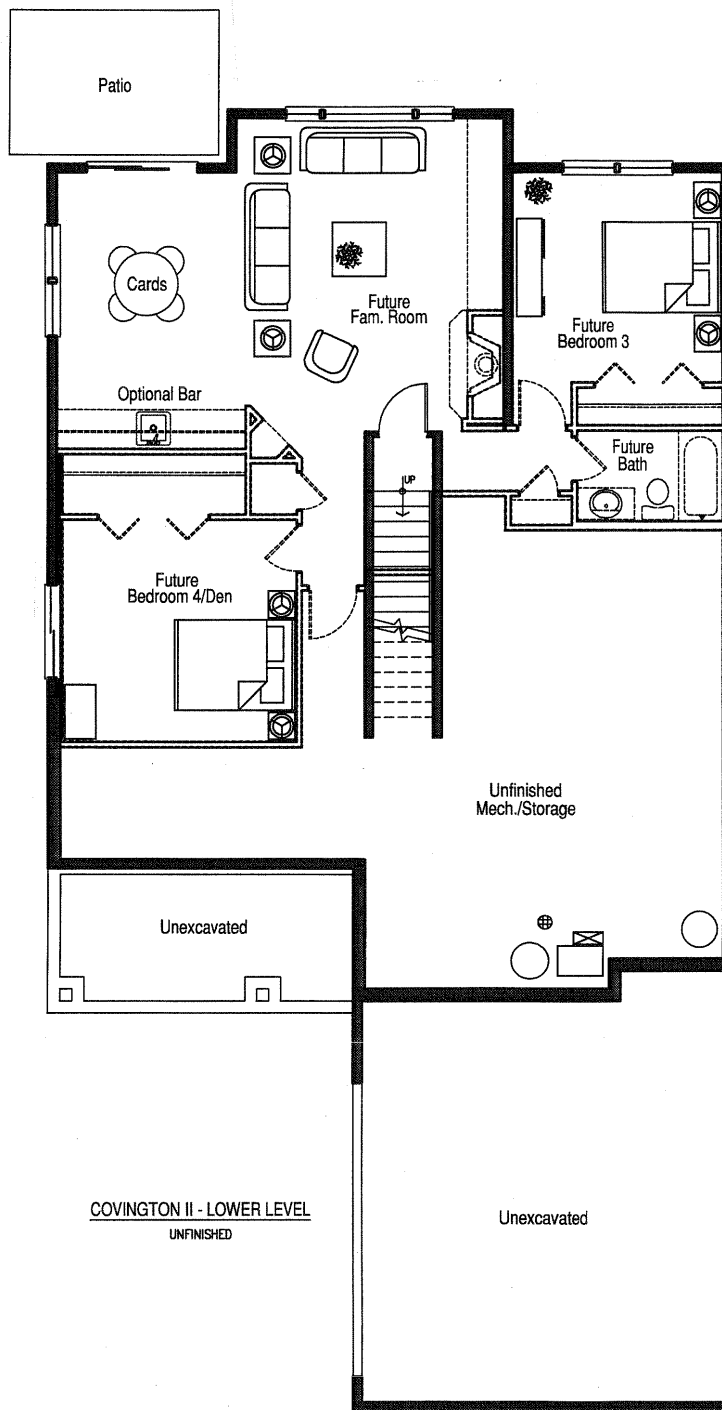 Patio
Cards
Future
Fam. Room
Future
Bedroom 3
Optional Bar
Future
Bath
UP
Future
Bedroom 4/Den
Unfinished
Mech./Storage
Unexcavated
COVINGTON II - LOWER LEVEL
UNFINISHED
Unexcavated